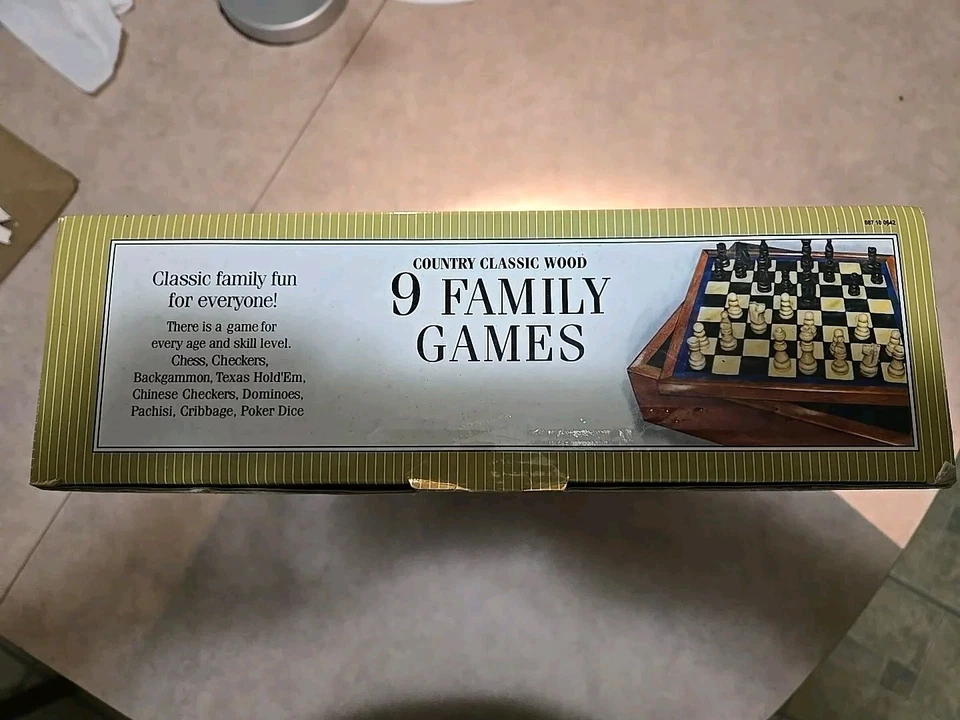 Classic family fun
for everyone!
There is a game for
every age and skill level.
Chess, Checkers,
Backgammon, Texas Hold'Em,
Chinese Checkers, Dominoes,
Pachisi, Cribbage, Poker Dice
COUNTRY CLASSIC WOOD
9 FAMILY
GAMES